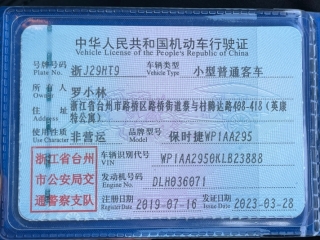 中华人民共和国机动车行驶证
Vehicle License of the People's Republic of China
号牌号码 浙J29HT9 车辆类型 小型普通客车
Plate No. Vehicle Type
所有人 罗小林
Owner
住址 浙江省台州市路桥区路桥街道蔡与村腾达路408-418(英康
Address 特公寓)
使用性质 非营运 品牌型号 保时捷WP1AA295
Use Character Model
浙江省台州 车辆识别代号 WP1AA2950KLB23888
VIN
市公安局交 发动机号码 DLH036071
Engine No.
通警察支队 注册日期 2019-07-16 发证日期 2023-03-28
Register Date Issue Date